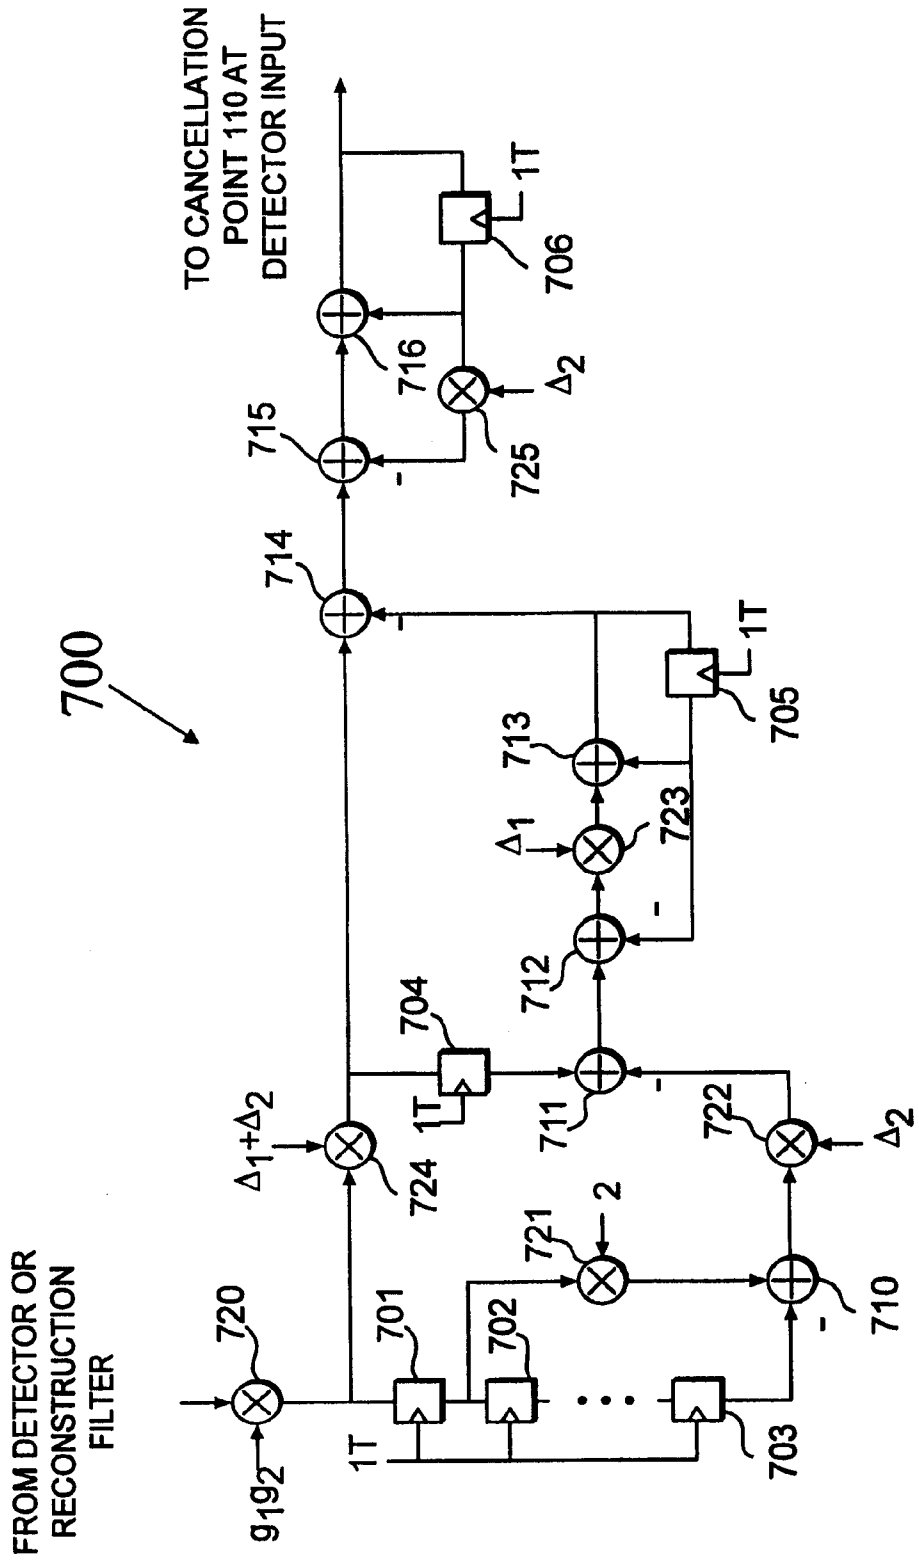 FROM DETECTOR OR
RECONSTRUCTION
FILTER
700
TO CANCELLATION
POINT 110 AT
DETECTOR INPUT
720
g1g2
Δ1+Δ2
724
714
715
716
706
1T
725
Δ2
-
-
1T
701
702
703
704
1T
721
2
710
-
722
Δ2
711
-
712
-
Δ1
723
713
705
1T